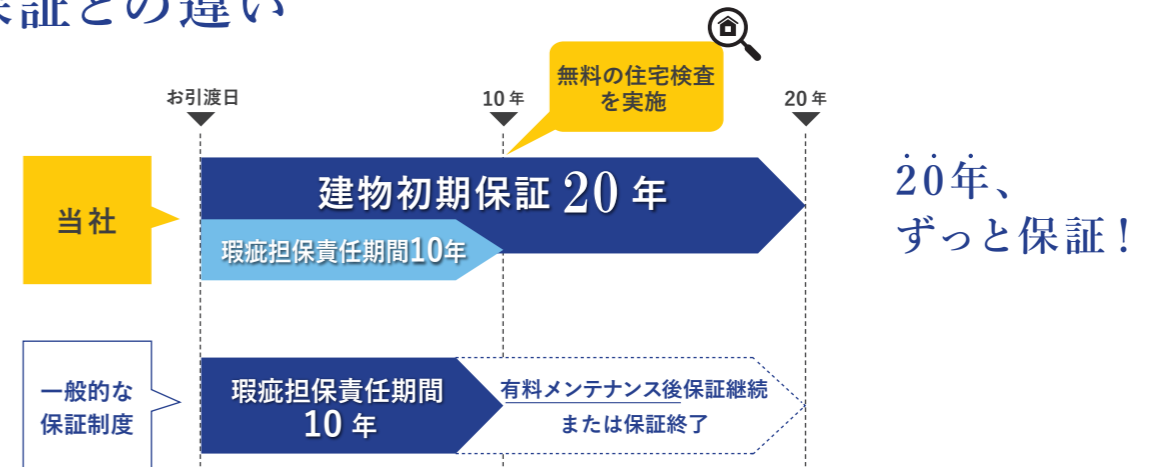 保証との違い
お引渡日
10年
無料の住宅検査
を実施
20年
当社
建物初期保証20年
瑕疵担保責任期間10年
20年、
ずっと保証！
一般的な
保証制度
瑕疵担保責任期間
10年
有料メンテナンス後保証継続
または保証終了